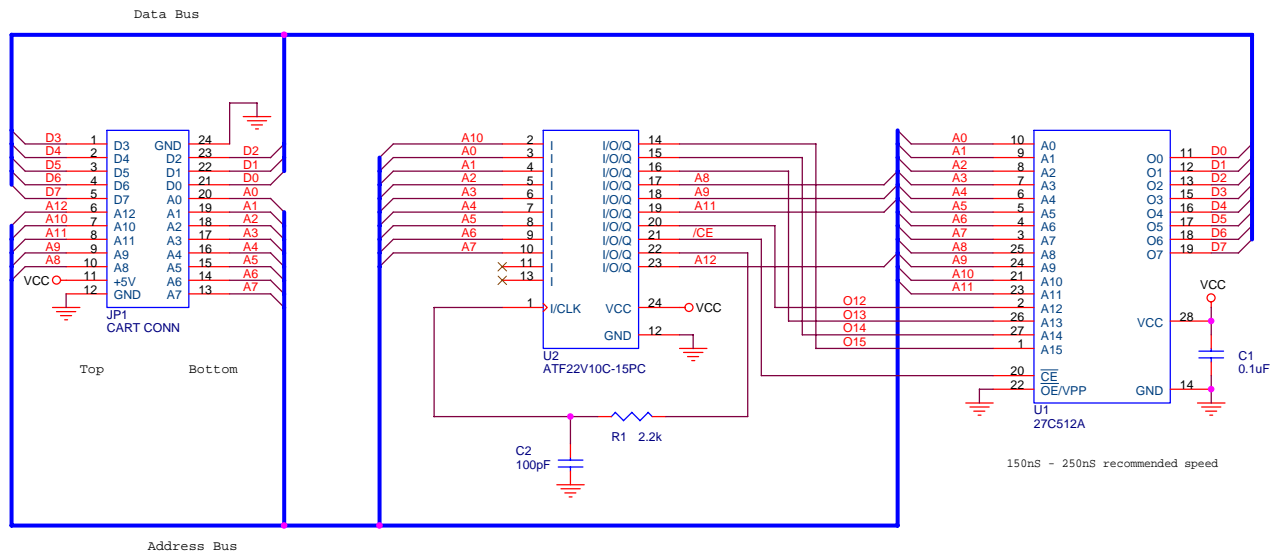 Data Bus
D3 1 D3 GND 24
D4 2 D4 D2 23 D2
D5 3 D5 D1 22 D1
D6 4 D6 D0 21 D0
D7 5 D7 A0 20 A0
A12 6 A12 A1 19 A1
A10 7 A10 A2 18 A2
A11 8 A11 A3 17 A3
A9 9 A9 A4 16 A4
A8 10 A8 A5 15 A5
VCC 11 +5V A6 14 A6
12 GND A7 13 A7
JP1
CART CONN
Top Bottom
A10 2 I I/O/Q 14
A0 3 I I/O/Q 15
A1 4 I I/O/Q 16
A2 5 I I/O/Q 17 A8
A3 6 I I/O/Q 18 A9
A4 7 I I/O/Q 19 A11
A5 8 I I/O/Q 20
A6 9 I I/O/Q 21 /CE
A7 10 I I/O/Q 22
11 I I/O/Q 23 A12
13 I
1 I/CLK VCC 24 VCC
GND 12
U2
ATF22V10C-15PC
R1 2.2k
C2
100pF
A0 10 A0
A1 9 A1 O0 11 D0
A2 8 A2 O1 12 D1
A3 7 A3 O2 13 D2
A4 6 A4 O3 15 D3
A5 5 A5 O4 16 D4
A6 4 A6 O5 17 D5
A7 3 A7 O6 18 D6
A8 25 A8 O7 19 D7
A9 24 A9
A10 21 A10
A11 23 A11
O12 2 A12
O13 26 A13
O14 27 A14
O15 1 A15
VCC 28 VCC
20 CE
22 OE/VPP GND 14
C1
0.1uF
U1
27C512A
150nS - 250nS recommended speed
Address Bus